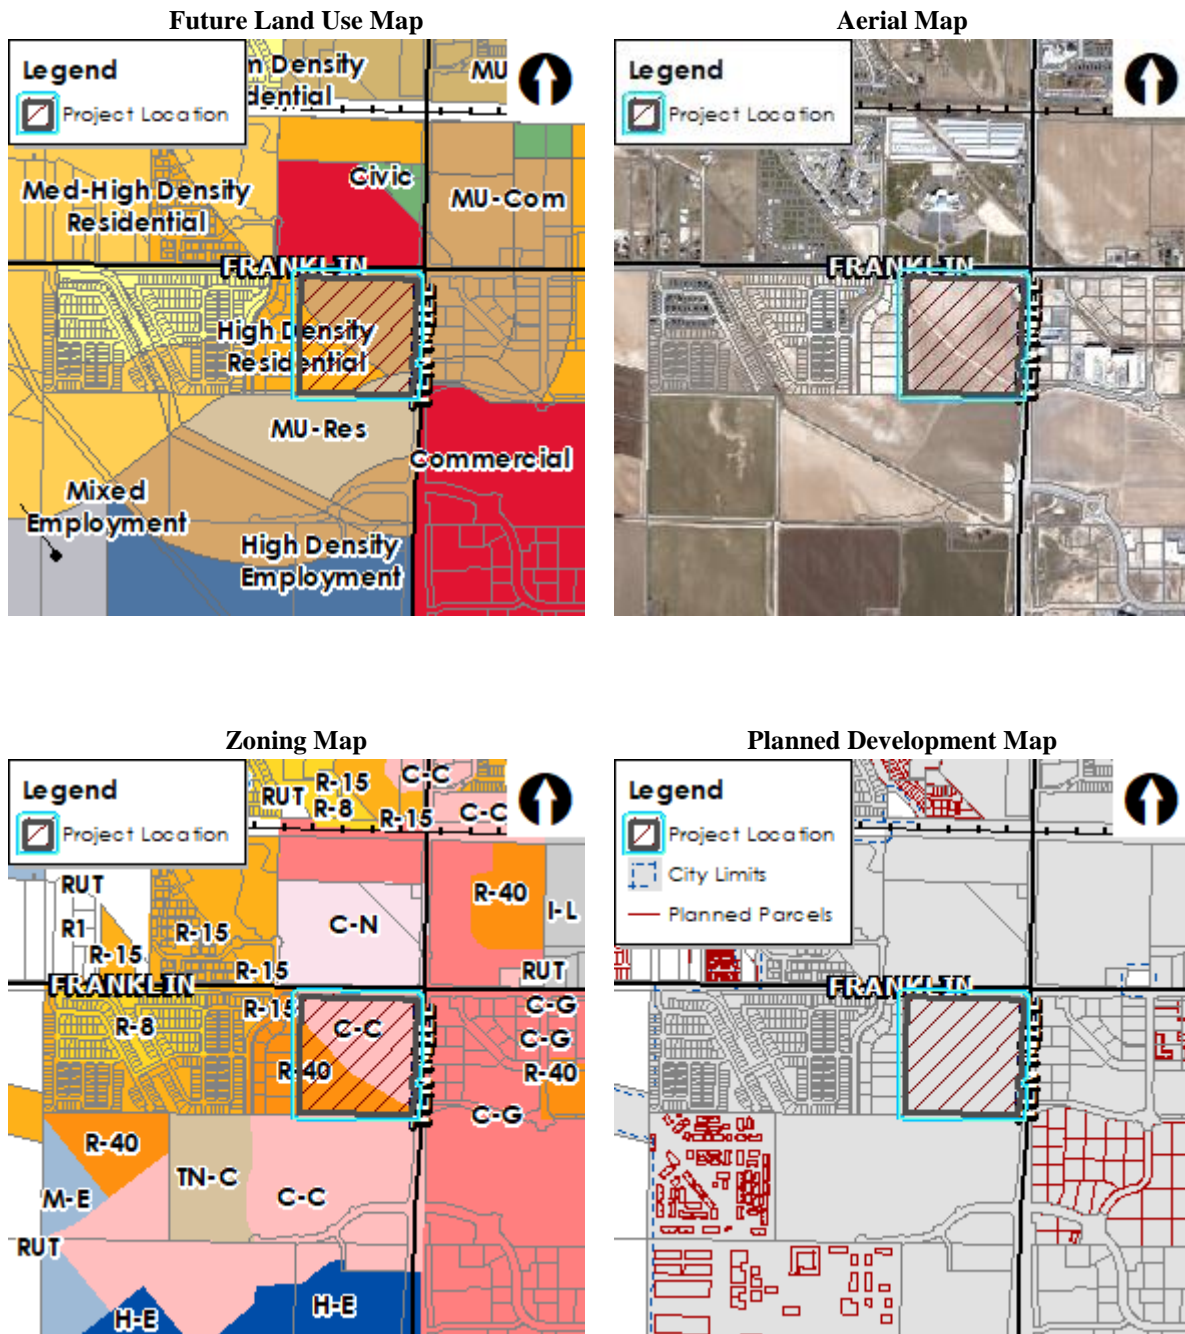 Future Land Use Map
Legend
Project Location
m Density
dential
MU
Med-High Density
Residential
Civic
MU-Com
FRANKLIN
High Density
Residential
MU-Res
Commercial
Mixed
Employment
High Density
Employment
Aerial Map
Legend
Project Location
FRANKLIN
Zoning Map
Legend
Project Location
RUT
R-15
R-8
C-C
R-15
C-C
RUT
R1
R-15
R-15
C-N
R-40
I-L
R-15
RUT
FRANKLIN
R-15
R-8
C-C
R-40
C-G
C-G
R-40
C-G
R-40
TN-C
M-E
C-C
RUT
H-E
H-E
Planned Development Map
Legend
Project Location
City Limits
Planned Parcels
FRANKLIN